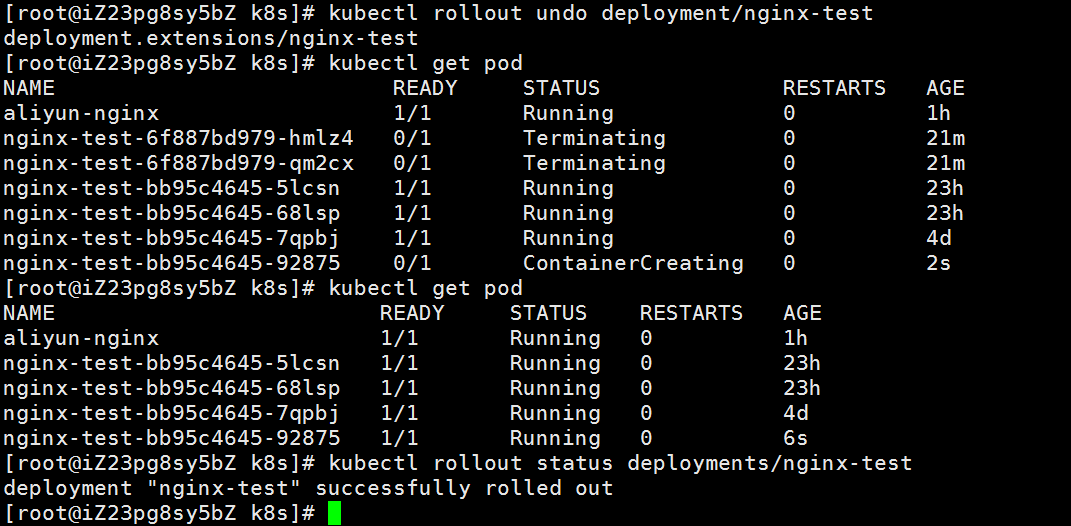 [root@iZ23pg8sy5bZ k8s]# kubectl rollout undo deployment/nginx-test
deployment.extensions/nginx-test
[root@iZ23pg8sy5bZ k8s]# kubectl get pod
NAME                          READY     STATUS              RESTARTS   AGE
aliyun-nginx                  1/1       Running             0          1h
nginx-test-6f887bd979-hmlz4   0/1       Terminating         0          21m
nginx-test-6f887bd979-qm2cx   0/1       Terminating         0          21m
nginx-test-bb95c4645-5lcsn    1/1       Running             0          23h
nginx-test-bb95c4645-68lsp    1/1       Running             0          23h
nginx-test-bb95c4645-7qpbj    1/1       Running             0          4d
nginx-test-bb95c4645-92875    0/1       ContainerCreating   0          2s
[root@iZ23pg8sy5bZ k8s]# kubectl get pod
NAME                         READY     STATUS    RESTARTS   AGE
aliyun-nginx                 1/1       Running   0          1h
nginx-test-bb95c4645-5lcsn   1/1       Running   0          23h
nginx-test-bb95c4645-68lsp   1/1       Running   0          23h
nginx-test-bb95c4645-7qpbj   1/1       Running   0          4d
nginx-test-bb95c4645-92875   1/1       Running   0          6s
[root@iZ23pg8sy5bZ k8s]# kubectl rollout status deployments/nginx-test
deployment "nginx-test" successfully rolled out
[root@iZ23pg8sy5bZ k8s]#